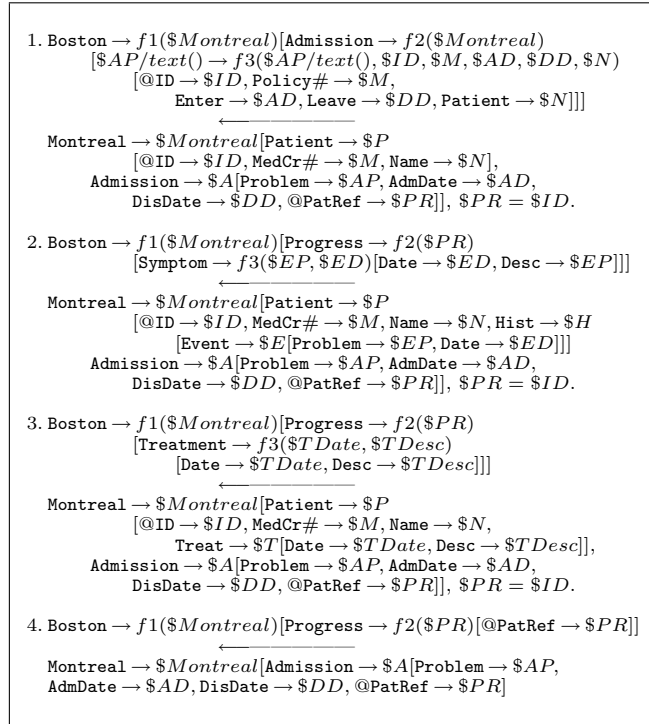 1. Boston → f1($Montreal)[Admission → f2($Montreal)
[$AP/text() → f3($AP/text(), $ID, $M, $AD, $DD, $N)
[@ID → $ID, Policy# → $M,
Enter → $AD, Leave → $DD, Patient → $N]]]
←
Montreal → $Montreal[Patient → $P
[@ID → $ID, MedCr# → $M, Name → $N],
Admission → $A[Problem → $AP, AdmDate → $AD,
DisDate → $DD, @PatRef → $PR]], $PR = $ID.
2. Boston → f1($Montreal)[Progress → f2($PR)
[Symptom → f3($EP, $ED)[Date → $ED, Desc → $EP]]]
←
Montreal → $Montreal[Patient → $P
[@ID → $ID, MedCr# → $M, Name → $N, Hist → $H
[Event → $E[Problem → $EP, Date → $ED]]]
Admission → $A[Problem → $AP, AdmDate → $AD,
DisDate → $DD, @PatRef → $PR]], $PR = $ID.
3. Boston → f1($Montreal)[Progress → f2($PR)
[Treatment → f3($TDate, $TDesc)
[Date → $TDate, Desc → $TDesc]]]
←
Montreal → $Montreal[Patient → $P
[@ID → $ID, MedCr# → $M, Name → $N,
Treat → $T[Date → $TDate, Desc → $TDesc]],
Admission → $A[Problem → $AP, AdmDate → $AD,
DisDate → $DD, @PatRef → $PR]], $PR = $ID.
4. Boston → f1($Montreal)[Progress → f2($PR)[@PatRef → $PR]]
←
Montreal → $Montreal[Admission → $A[Problem → $AP,
AdmDate → $AD, DisDate → $DD, @PatRef → $PR]